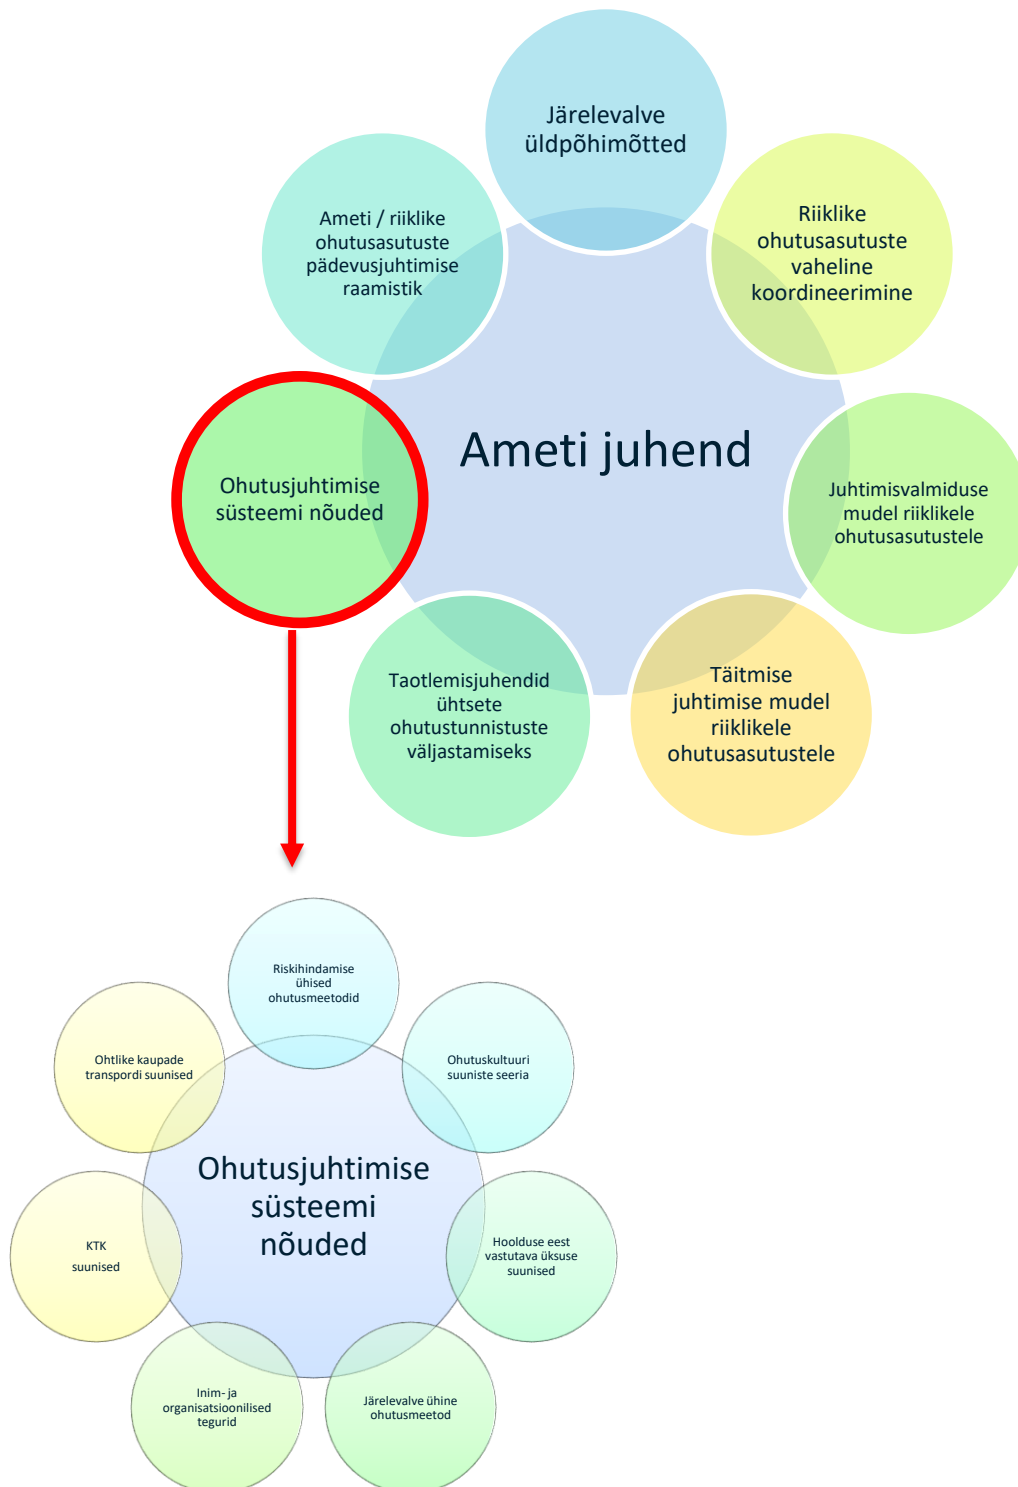 Järelevalve
üldpõhimõtted
Ameti / riiklike
ohutusasutuste
pädevusjuhtimise
raamistik
Riiklike
ohutusasutuste
vaheline
koordineerimine
Ameti juhend
Ohutusjuhtimise
süsteemi nõuded
Juhtimisvalmiduse
mudel riiklikele
ohutusasutustele
Taotlemisjuhendid
ühtsete
ohutustunnistuste
väljastamiseks
Täitmise
juhtimise mudel
riiklikele
ohutusasutustele
Riskihindamise
ühised
ohutusmeetodid
Ohtlike kaupade
transpordi suunised
Ohutuskultuuri
suuniste seeria
Ohutusjuhtimise
süsteemi
nõuded
KTK
suunised
Hoolduse eest
vastutava üksuse
suunised
Inim- ja
organisatsioonilised
tegurid
Järelevalve ühine
ohutusmeetod